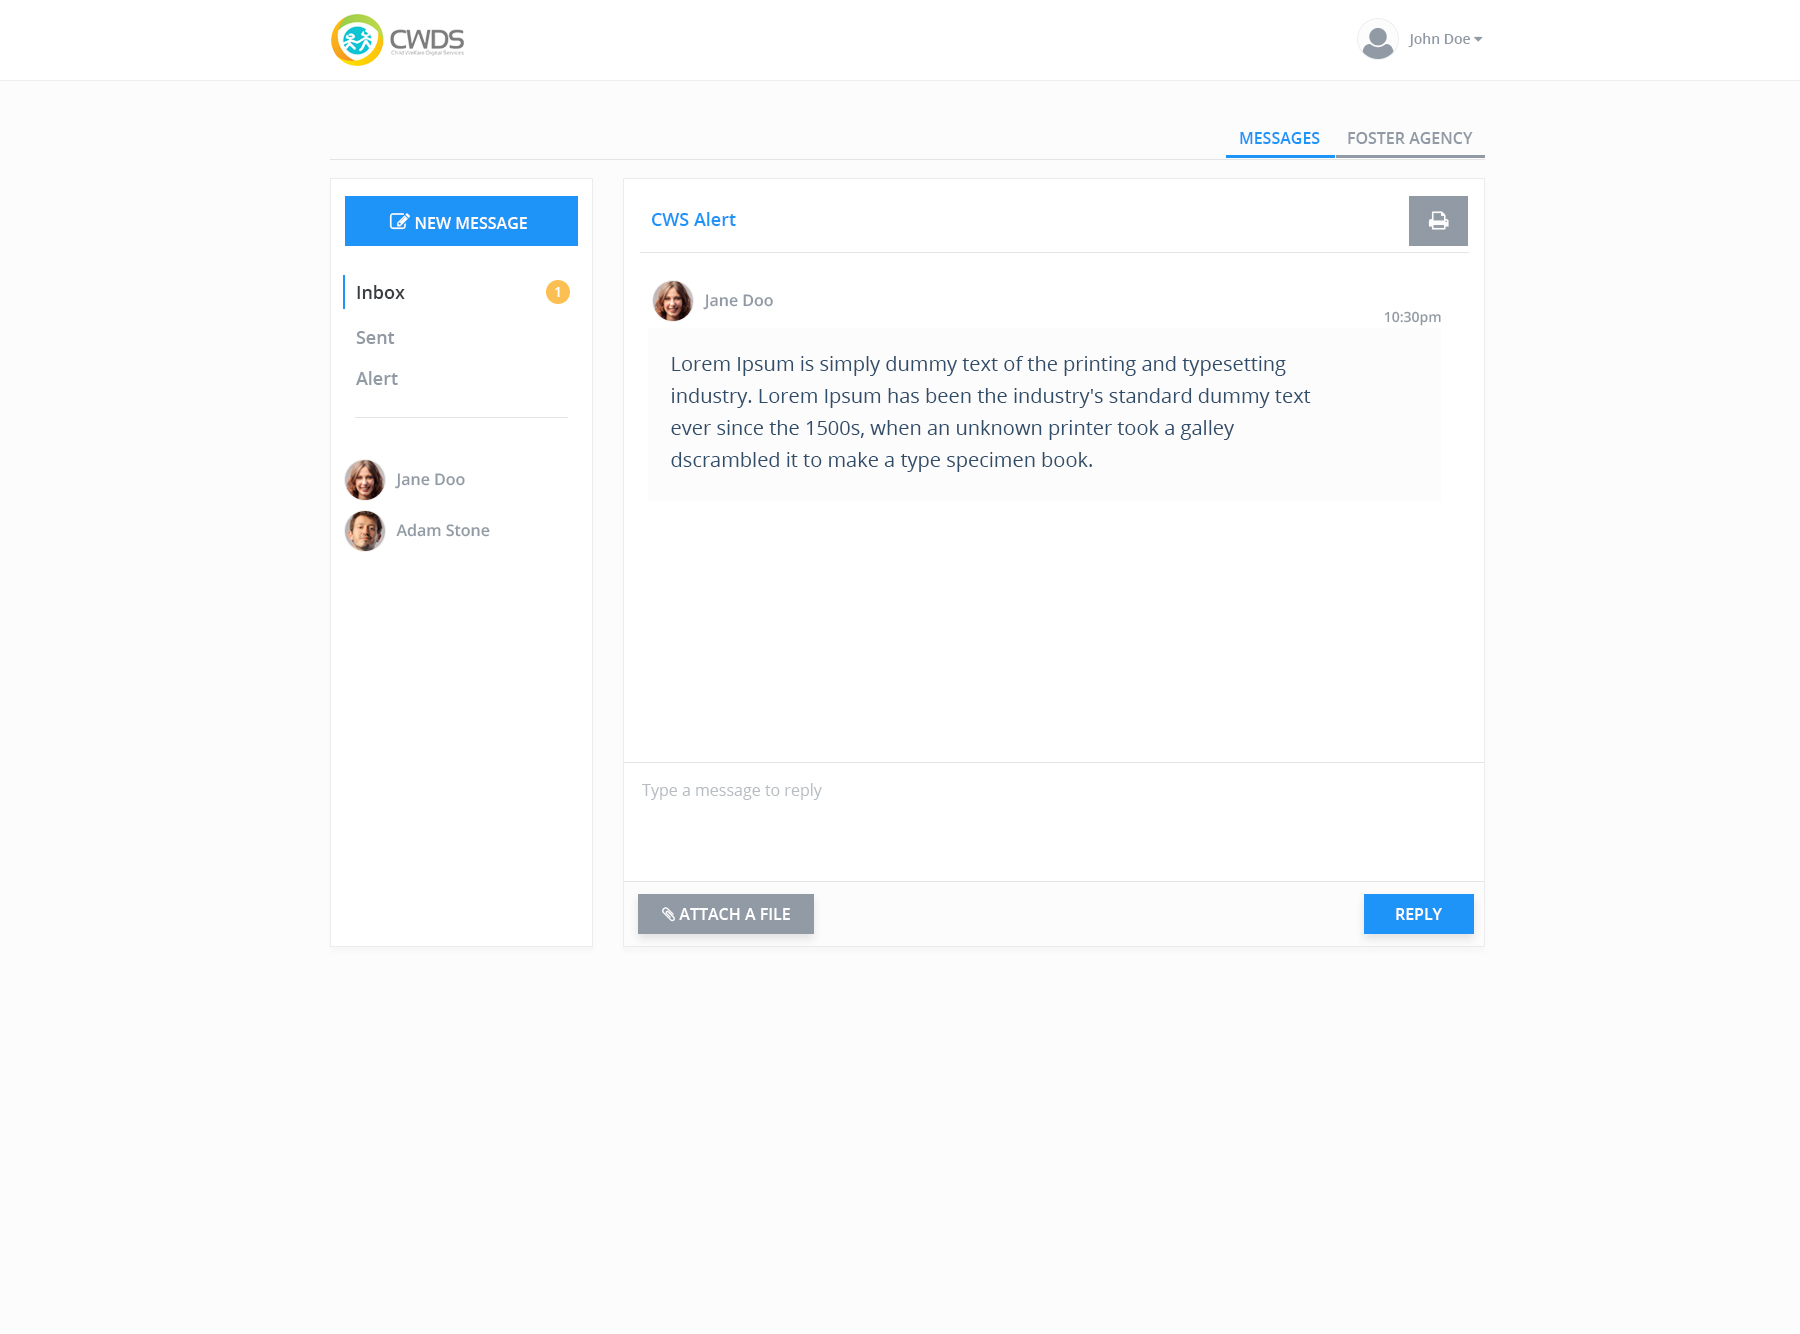 CWDS
Child Welfare Digital Services
John Doe
MESSAGES
FOSTER AGENCY
NEW MESSAGE
Inbox
1
Sent
Alert
Jane Doo
Adam Stone
CWS Alert
Jane Doo
10:30pm
Lorem Ipsum is simply dummy text of the printing and typesetting
industry. Lorem Ipsum has been the industry's standard dummy text
ever since the 1500s, when an unknown printer took a galley
dscrambled it to make a type specimen book.
Type a message to reply
ATTACH A FILE
REPLY